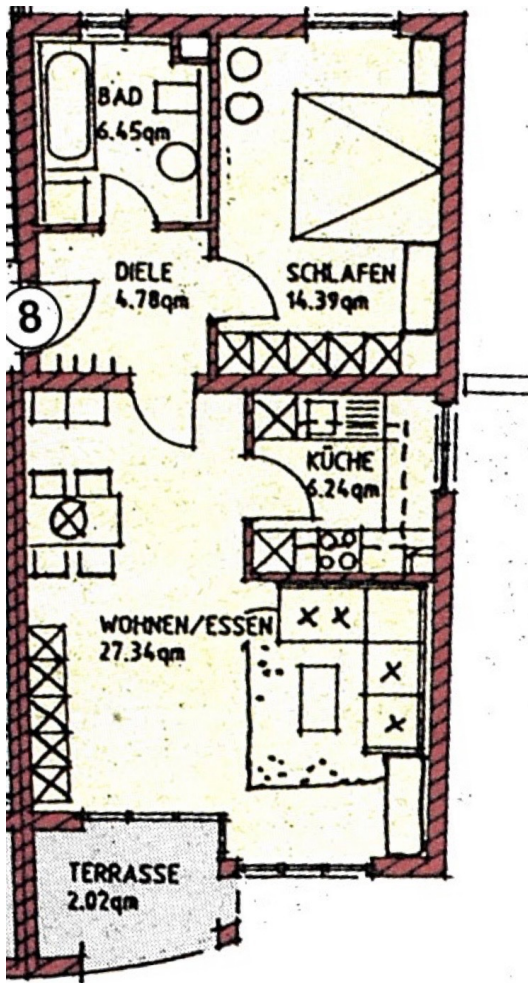 BAD
6.45qm
DIELE
4.78qm
SCHLAFEN
14.39qm
8
KÜCHE
6.24qm
WOHNEN/ESSEN
27.34qm
TERRASSE
2.02qm